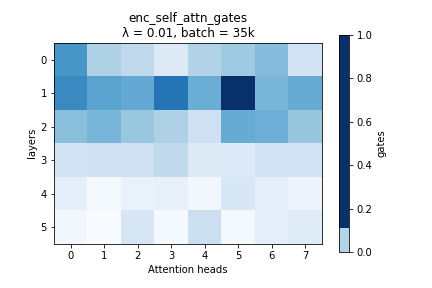 enc_self_attn_gates
λ = 0.01, batch = 35k
layers
0
1
2
3
4
5
0 1 2 3 4 5 6 7
Attention heads
1.0
0.8
0.6
0.4
0.2
0.0
gates